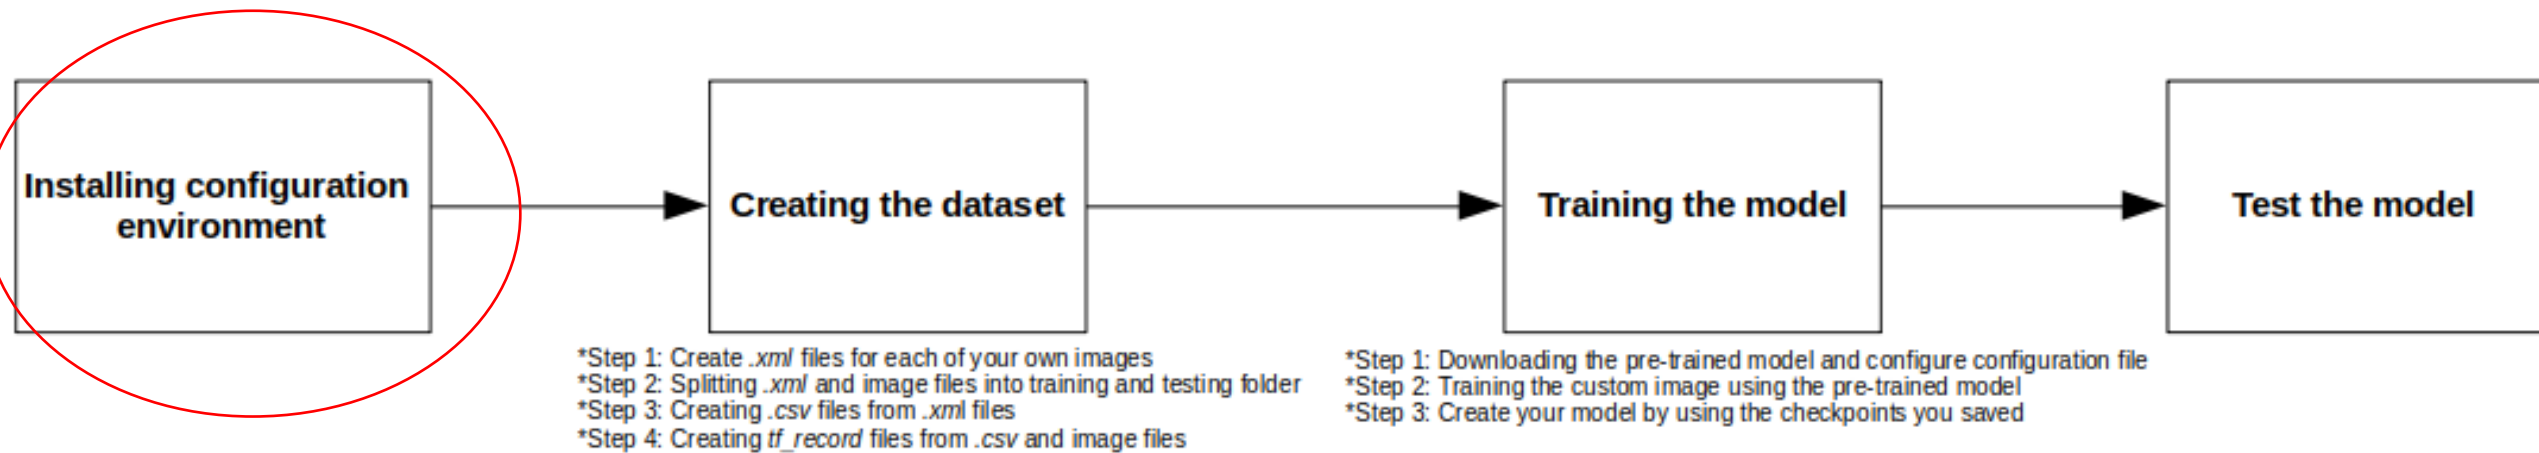 Installing configuration
environment
Creating the dataset
*Step 1: Create .xml files for each of your own images
*Step 2: Splitting .xml and image files into training and testing folder
*Step 3: Creating .csv files from .xml files
*Step 4: Creating tf_record files from .csv and image files
Training the model
*Step 1: Downloading the pre-trained model and configure configuration file
*Step 2: Training the custom image using the pre-trained model
*Step 3: Create your model by using the checkpoints you saved
Test the model